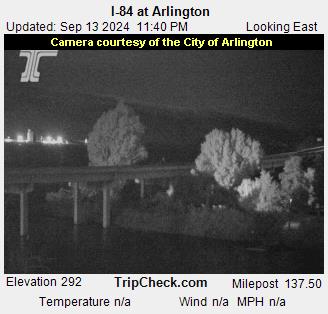 I-84 at Arlington
Updated: Sep 13 2024 11:40 PM Looking East
Camera courtesy of the City of Arlington
Elevation 292 TripCheck.com Milepost 137.50
Temperature n/a Wind n/a MPH n/a